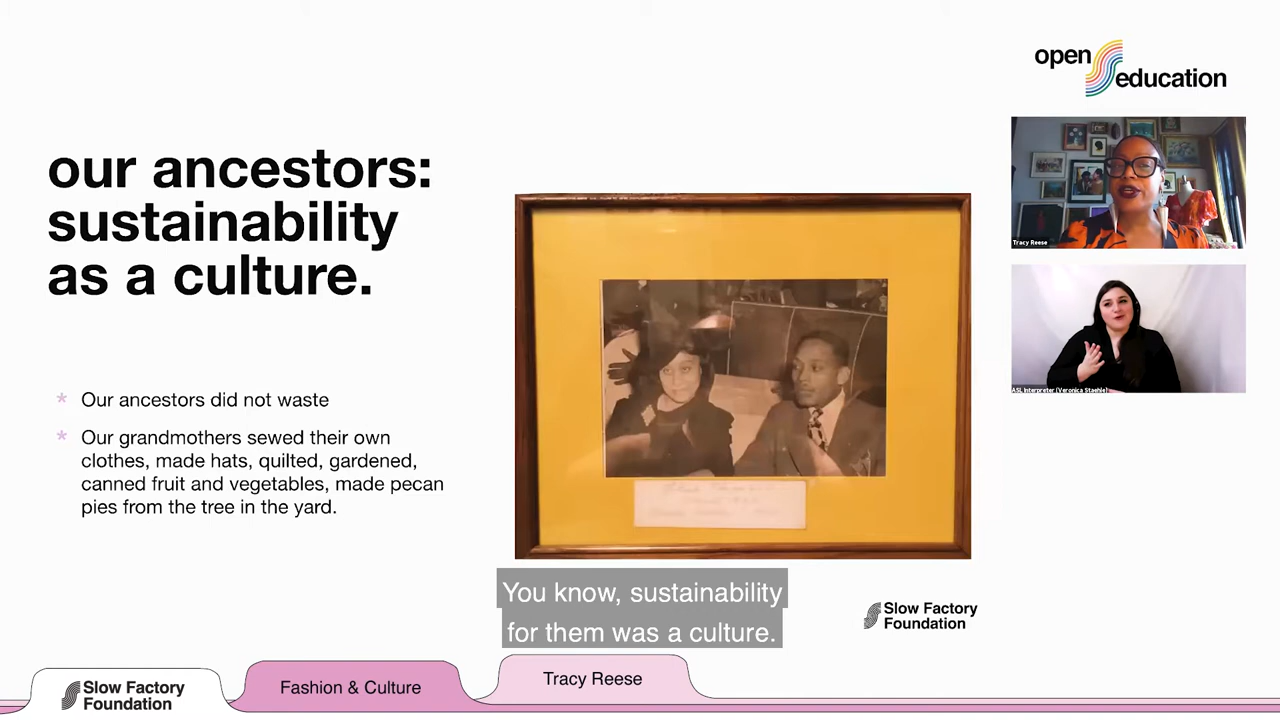 open
education
our ancestors:
sustainability
as a culture.
Tracy Reese
ASL Interpreter (Veronica Staehle)
* Our ancestors did not waste
* Our grandmothers sewed their own
clothes, made hats, quilted, gardened,
canned fruit and vegetables, made pecan
pies from the tree in the yard.
You know, sustainability
for them was a culture.
Slow Factory
Foundation
Slow Factory
Foundation
Fashion & Culture
Tracy Reese